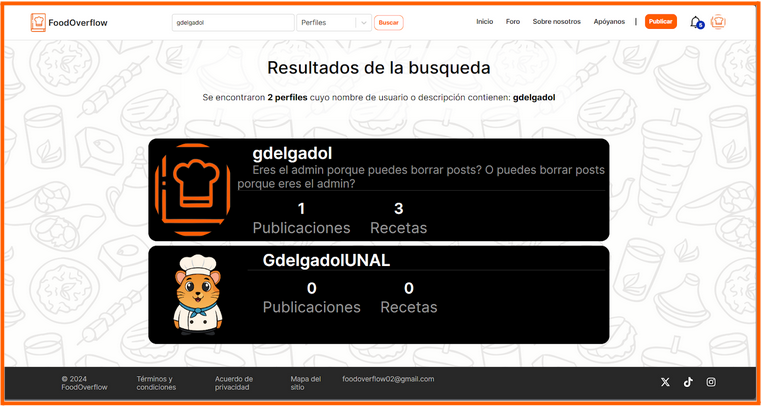 FoodOverflow
gdelgadol
Perfiles
Buscar
Inicio
Foro
Sobre nosotros
Apóyanos
|
Publicar
6
Resultados de la busqueda
Se encontraron 2 perfiles cuyo nombre de usuario o descripción contienen: gdelgadol
gdelgadol
Eres el admin porque puedes borrar posts? O puedes borrar posts
porque eres el admin?
1
3
Publicaciones
Recetas
GdelgadolUNAL
0
0
Publicaciones
Recetas
© 2024
FoodOverflow
Términos y
condiciones
Acuerdo de
privacidad
Mapa del
sitio
foodoverflow02@gmail.com